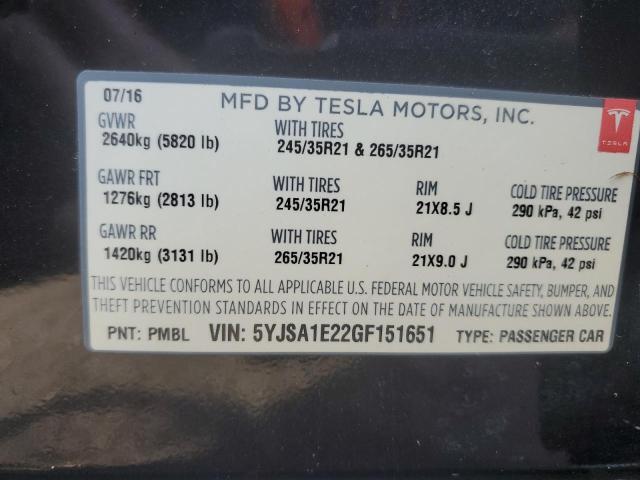 07/16 MFD BY TESLA MOTORS, INC.
GVWR WITH TIRES
2640kg (5820 lb) 245/35R21 & 265/35R21
TESLA
GAWR FRT WITH TIRES RIM COLD TIRE PRESSURE
1276kg (2813 lb) 245/35R21 21X8.5 J 290 kPa, 42 psi
GAWR RR WITH TIRES RIM COLD TIRE PRESSURE
1420kg (3131 lb) 265/35R21 21X9.0 J 290 kPa, 42 psi
THIS VEHICLE CONFORMS TO ALL APPLICABLE U.S. FEDERAL MOTOR VEHICLE SAFETY, BUMPER, AND
THEFT PREVENTION STANDARDS IN EFFECT ON THE DATE OF MANUFACTURE SHOWN ABOVE.
PNT: PMBL VIN: 5YJSA1E22GF151651 TYPE: PASSENGER CAR